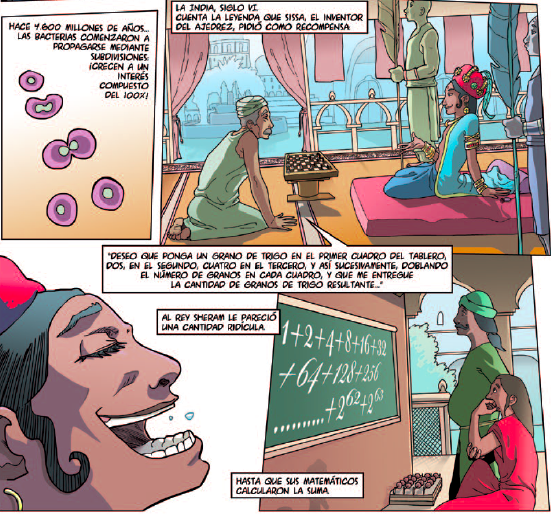 HACE 4.600 MILLONES DE AÑOS...
LAS BACTERIAS COMENZARON A
PROPAGARSE MEDIANTE
SUBDIVISIONES:
¡CRECEN A UN
INTERÉS
COMPUESTO
DEL 100%!
LA INDIA, SIGLO VI.
CUENTA LA LEYENDA QUE SISSA, EL INVENTOR
DEL AJEDREZ, PIDIÓ COMO RECOMPENSA
"DESEO QUE PONGA UN GRANO DE TRIGO EN EL PRIMER CUADRO DEL TABLERO,
DOS, EN EL SEGUNDO, CUATRO EN EL TERCERO, Y ASÍ SUCESIVAMENTE, DOBLANDO
EL NÚMERO DE GRANOS EN CADA CUADRO, Y QUE ME ENTREGUE
LA CANTIDAD DE GRANOS DE TRIGO RESULTANTE..."
AL REY SHERAM LE PARECIÓ
UNA CANTIDAD RIDÍCULA.
1+2+4+8+16+32
+64+128+256
...........+2⁶²+2⁶³
HASTA QUE SUS MATEMÁTICOS
CALCULARON LA SUMA.